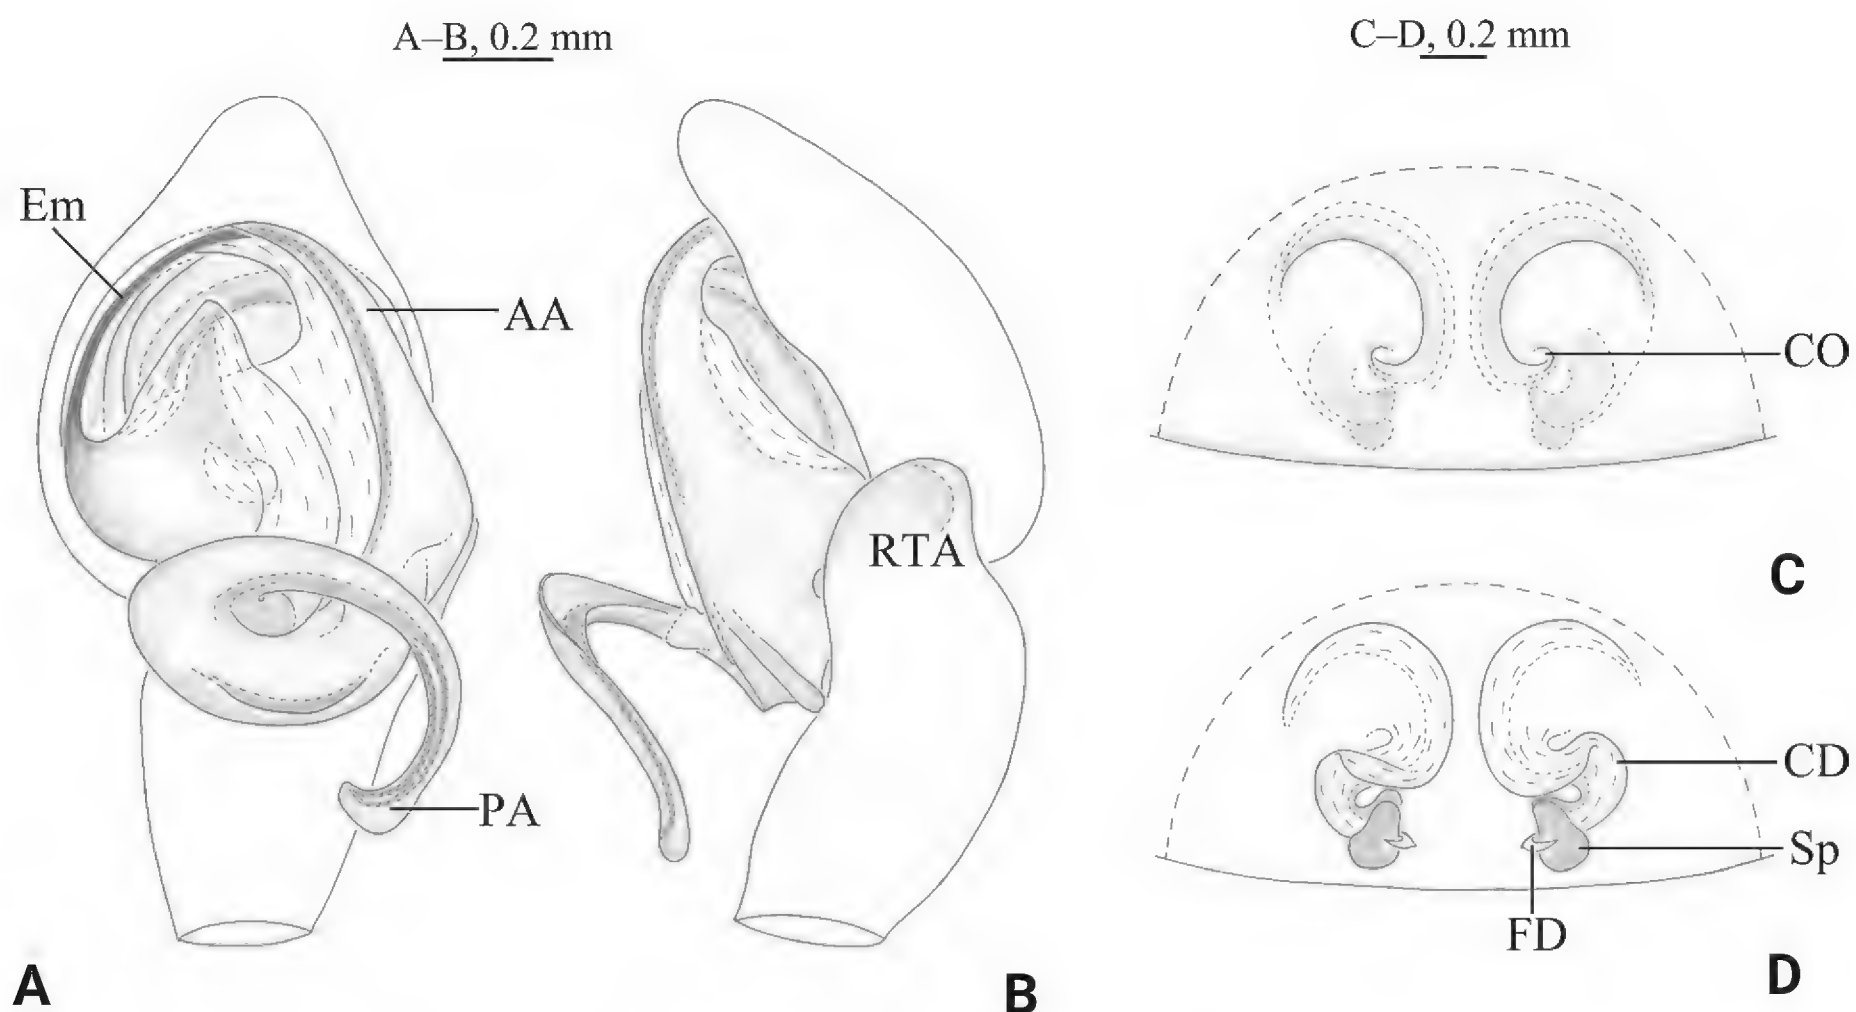 A–B, 0.2 mm
C–D, 0.2 mm
Em
AA
CO
RTA
C
CD
PA
Sp
FD
A
B
D